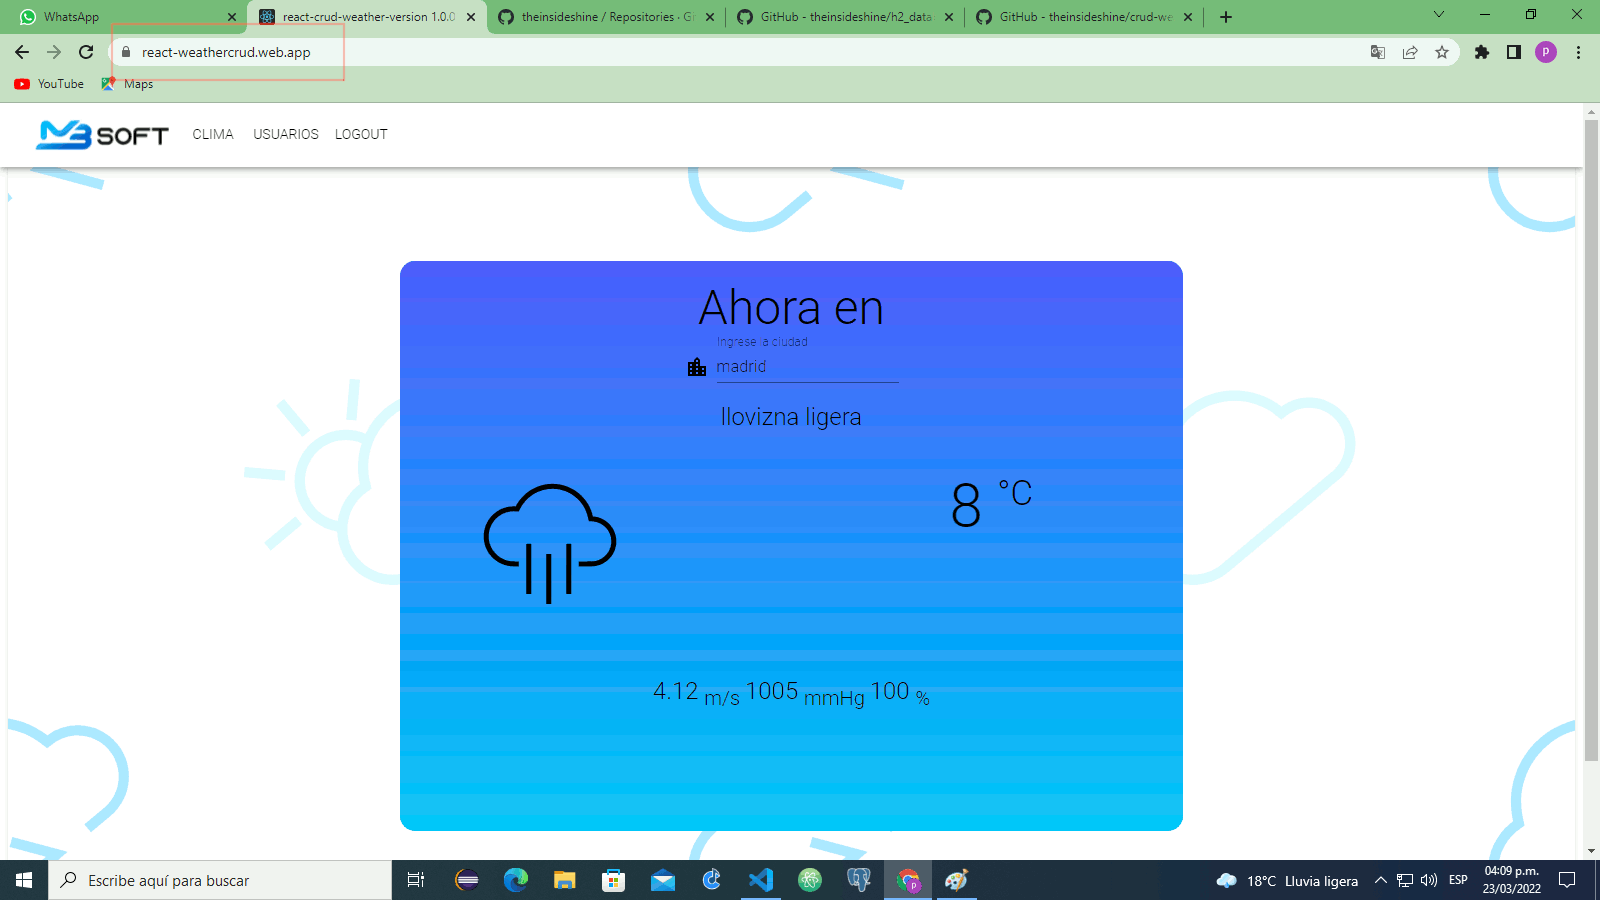 WhatsApp
react-crud-weather-version 1.0.0
theinsideshine / Repositories · Gi
GitHub - theinsideshine/h2_data
GitHub - theinsideshine/crud-we
react-weathercrud.web.app
P
YouTube
Maps
MB SOFT
CLIMA
USUARIOS
LOGOUT
Ahora en
Ingrese la ciudad
madrid
llovizna ligera
8 °C
4.12 m/s 1005 mmHg 100 %
Escribe aquí para buscar
18°C Lluvia ligera
ESP
04:09 p.m.
23/03/2022